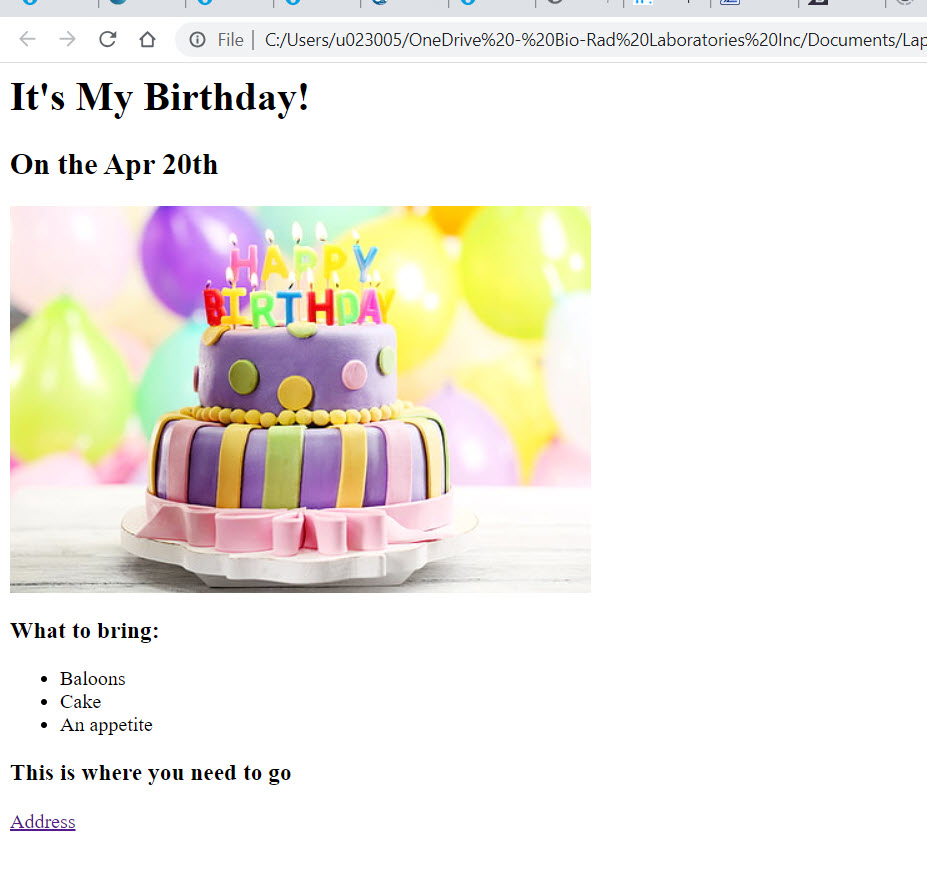 File | C:/Users/u023005/OneDrive%20-%20Bio-Rad%20Laboratories%20Inc/Documents/Lap
It's My Birthday!
On the Apr 20th
HAPPY
BIRTHDAY
What to bring:
Baloons
Cake
An appetite
This is where you need to go
Address